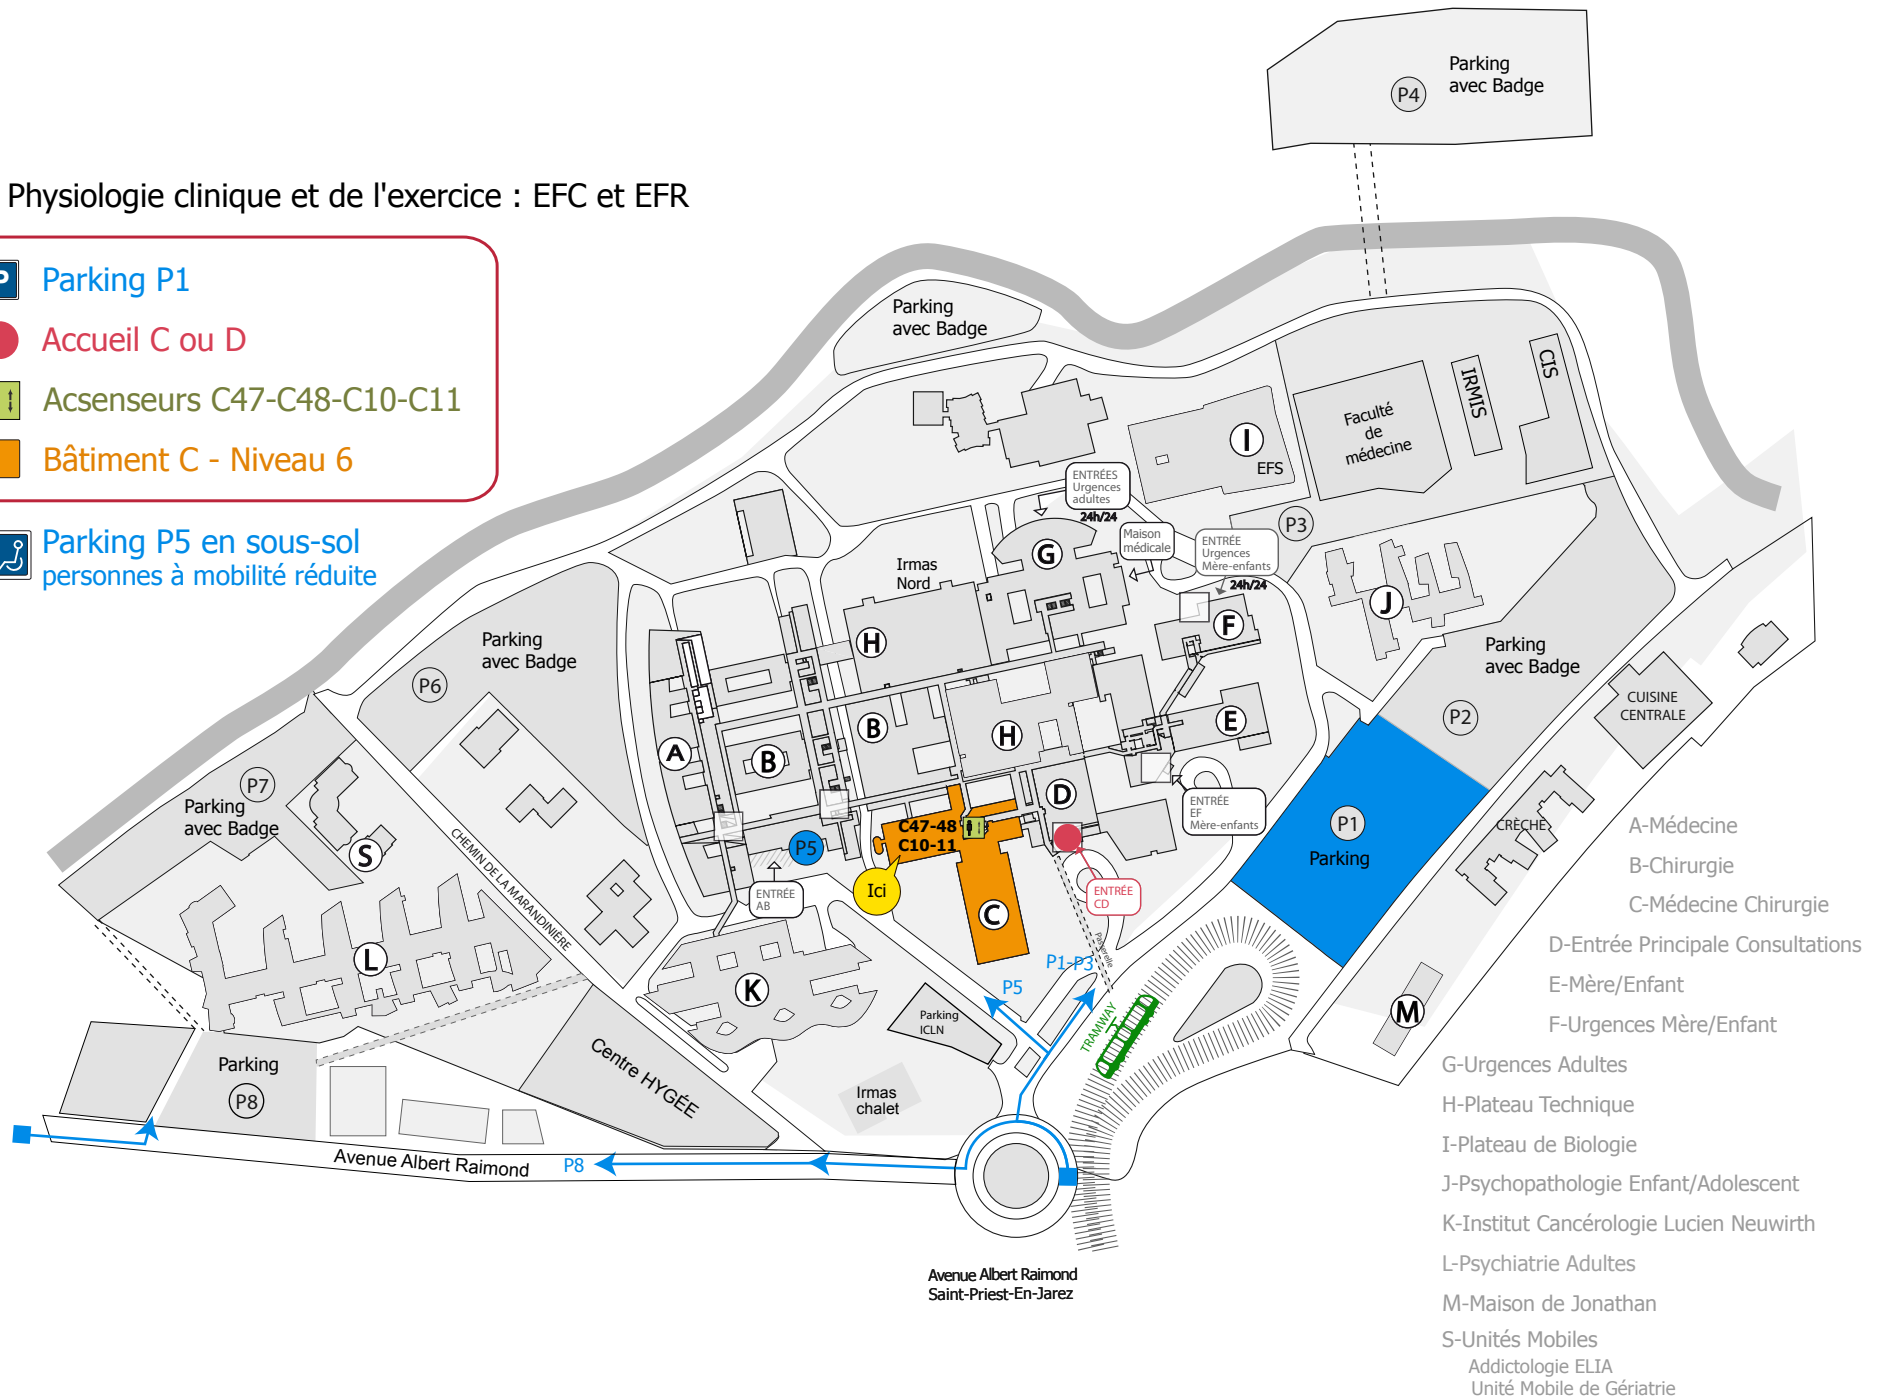 Parking
avec Badge
P4
Physiologie clinique et de l'exercice : EFC et EFR
P
Parking P1
Accueil C ou D
Acsenseurs C47-C48-C10-C11
Bâtiment C - Niveau 6
Parking P5 en sous-sol
personnes à mobilité réduite
Parking
avec Badge
IRMIS
CIS
Faculté
de
médecine
I
EFS
ENTRÉES
Urgences
adultes
24h/24
Maison
médicale
ENTRÉE
Urgences
Mère-enfants
24h/24
P3
G
Irmas
Nord
J
F
H
Parking
avec Badge
P6
Parking
avec Badge
P2
CUISINE
CENTRALE
A
B
B
H
E
P7
Parking
avec Badge
S
CHEMIN DE LA MARANDINIÈRE
D
ENTRÉE
EF
Mère-enfants
P1
Parking
CRÈCHE
C47-48
C10-11
P5
Ici
ENTRÉE
AB
ENTRÉE
CD
C
Passerelle
L
K
P1-P3
P5
Parking
ICLN
TRAMWAY
M
Parking
P8
Centre HYGÉE
Irmas
chalet
Avenue Albert Raimond
P8
Avenue Albert Raimond
Saint-Priest-En-Jarez
A-Médecine
B-Chirurgie
C-Médecine Chirurgie
D-Entrée Principale Consultations
E-Mère/Enfant
F-Urgences Mère/Enfant
G-Urgences Adultes
H-Plateau Technique
I-Plateau de Biologie
J-Psychopathologie Enfant/Adolescent
K-Institut Cancérologie Lucien Neuwirth
L-Psychiatrie Adultes
M-Maison de Jonathan
S-Unités Mobiles
Addictologie ELIA
Unité Mobile de Gériatrie